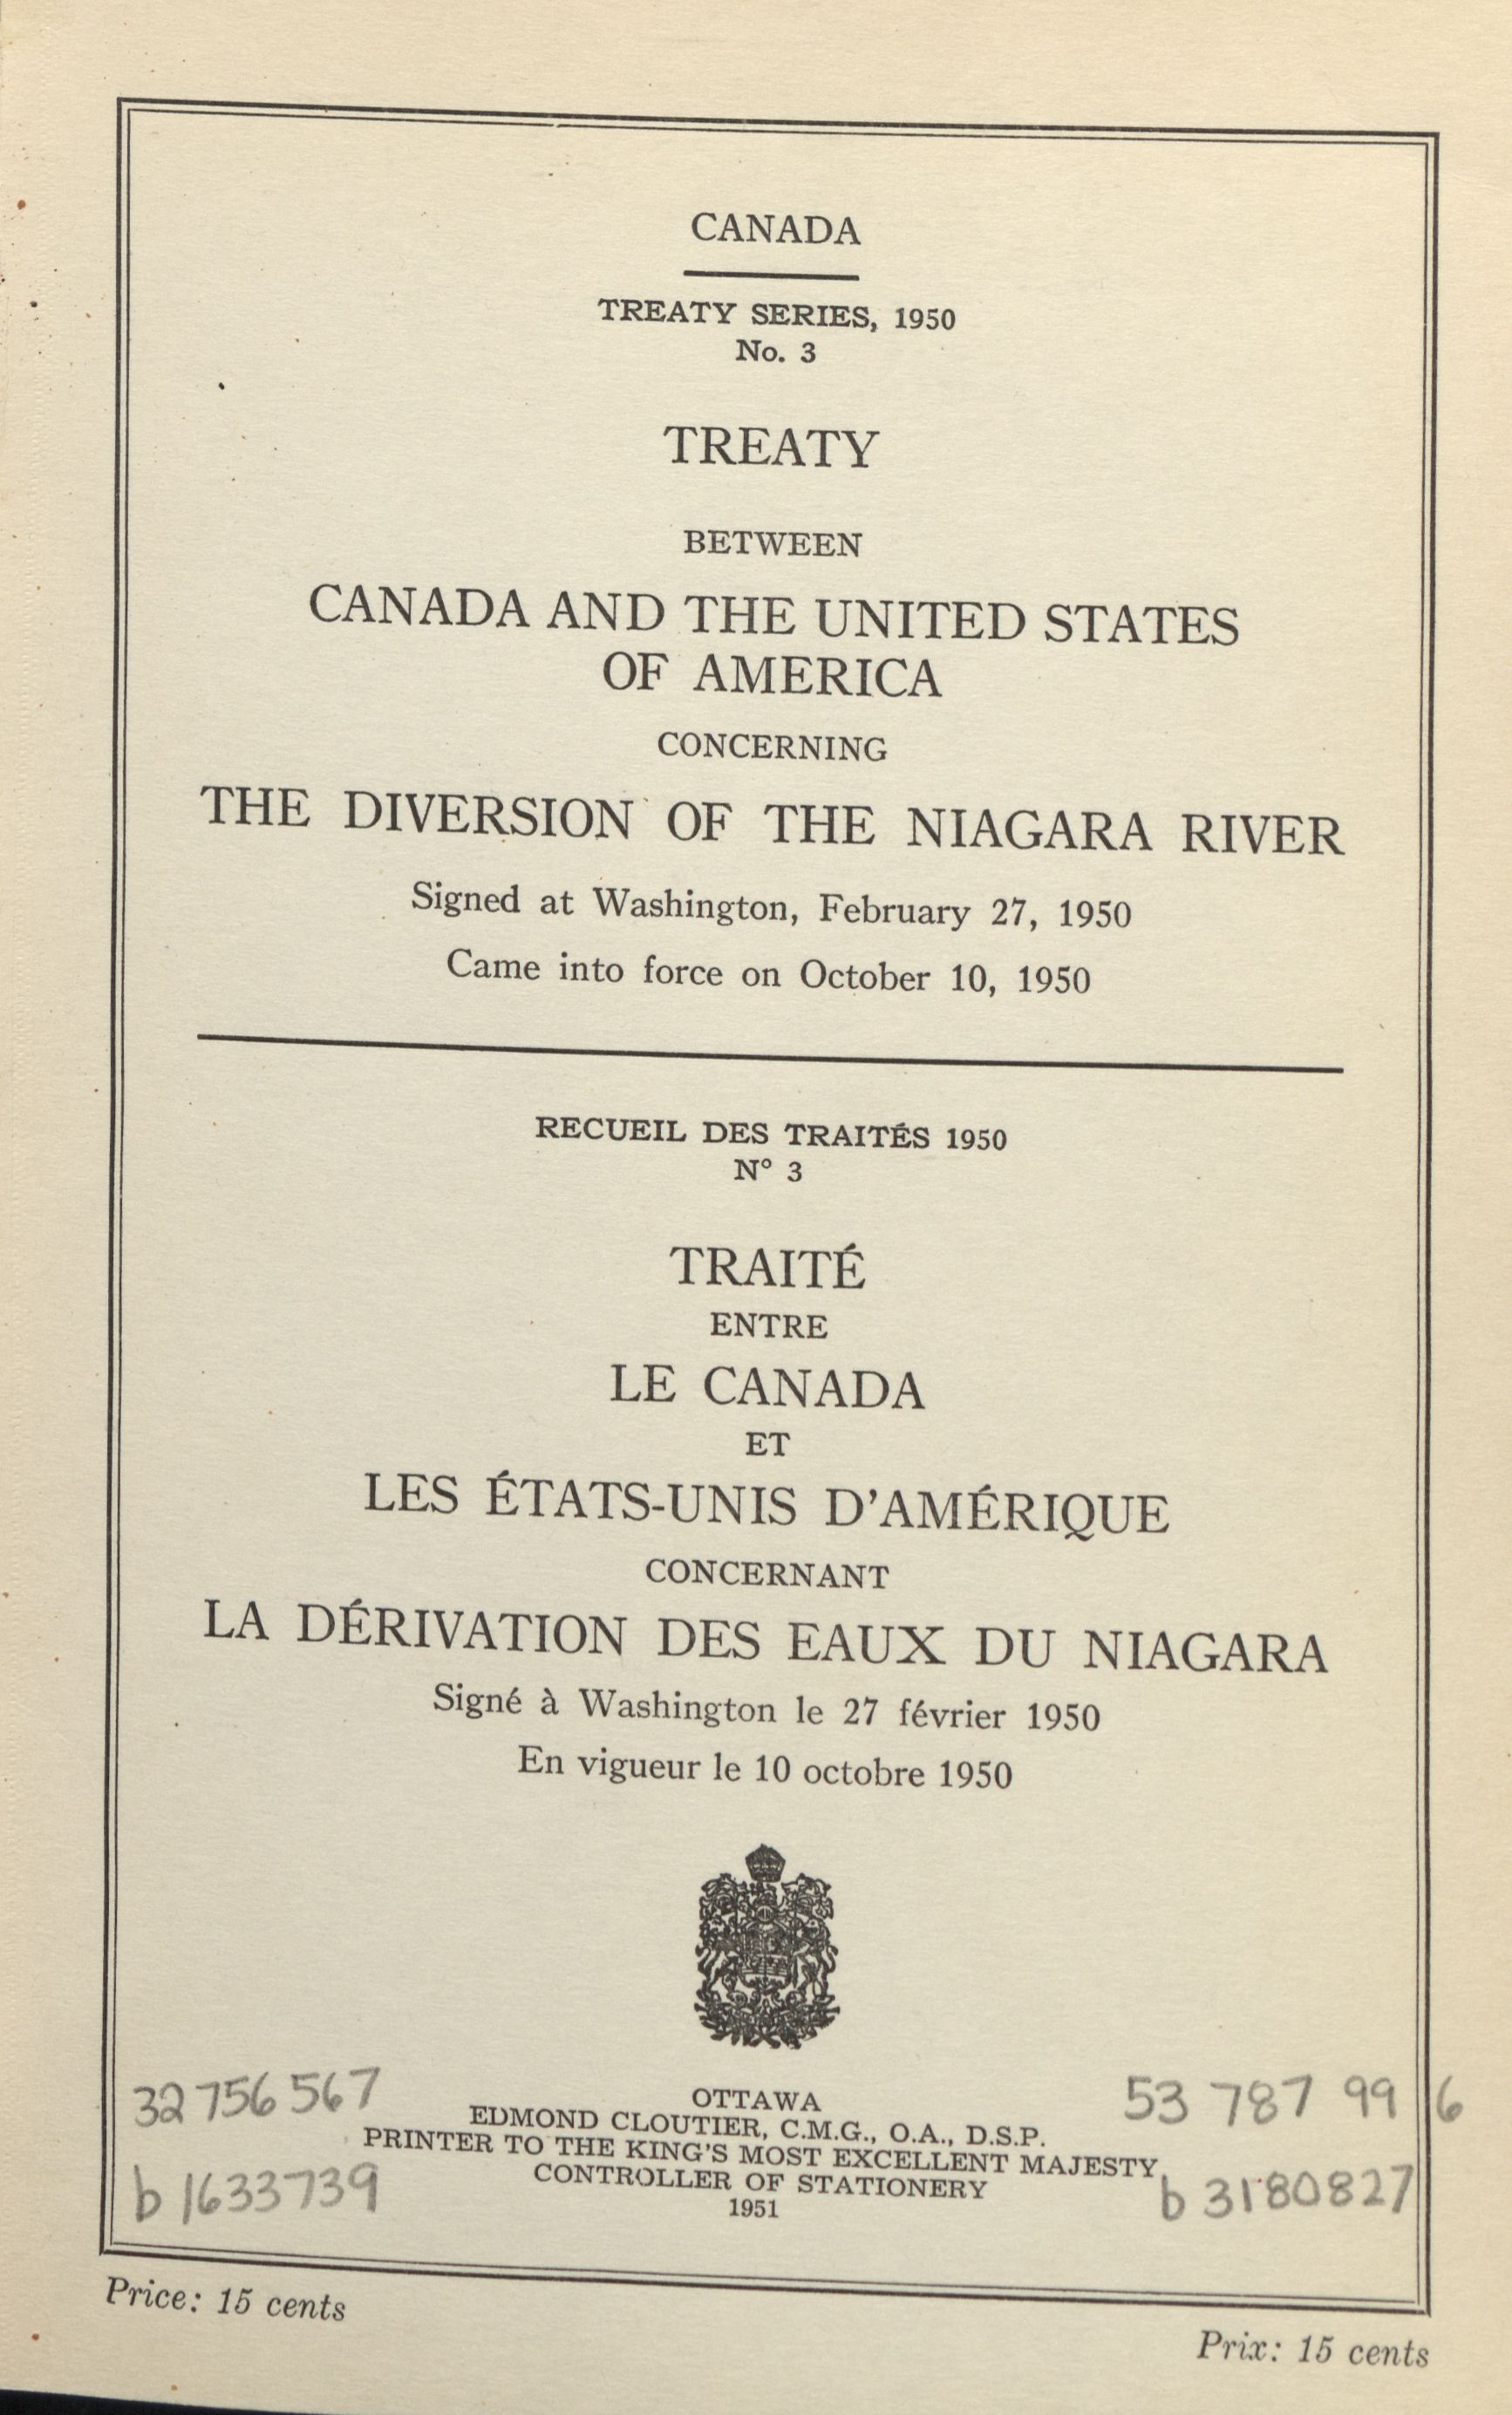 CANADA
TREATY SERIES, 1950
No. 3
TREATY
BETWEEN
CANADA AND THE UNITED STATES
OF AMERICA
CONCERNING
THE DIVERSION OF THE NIAGARA RIVER
Signed at Washington, February 27, 1950
Came into force on October 10, 1950
RECUEIL DES TRAITÉS 1950
N° 3
TRAITÉ
ENTRE
LE CANADA
ET
LES ÉTATS-UNIS D'AMÉRIQUE
CONCERNANT
LA DÉRIVATION DES EAUX DU NIAGARA
Signé à Washington le 27 février 1950
En vigueur le 10 octobre 1950
32 756 567
53 787 99 6
OTTAWA
EDMOND CLOUTIER, C.M.G., O.A., D.S.P.
PRINTER TO THE KING'S MOST EXCELLENT MAJESTY
CONTROLLER OF STATIONERY
1951
b 1633739
b 3180827
Price: 15 cents
Prix: 15 cents